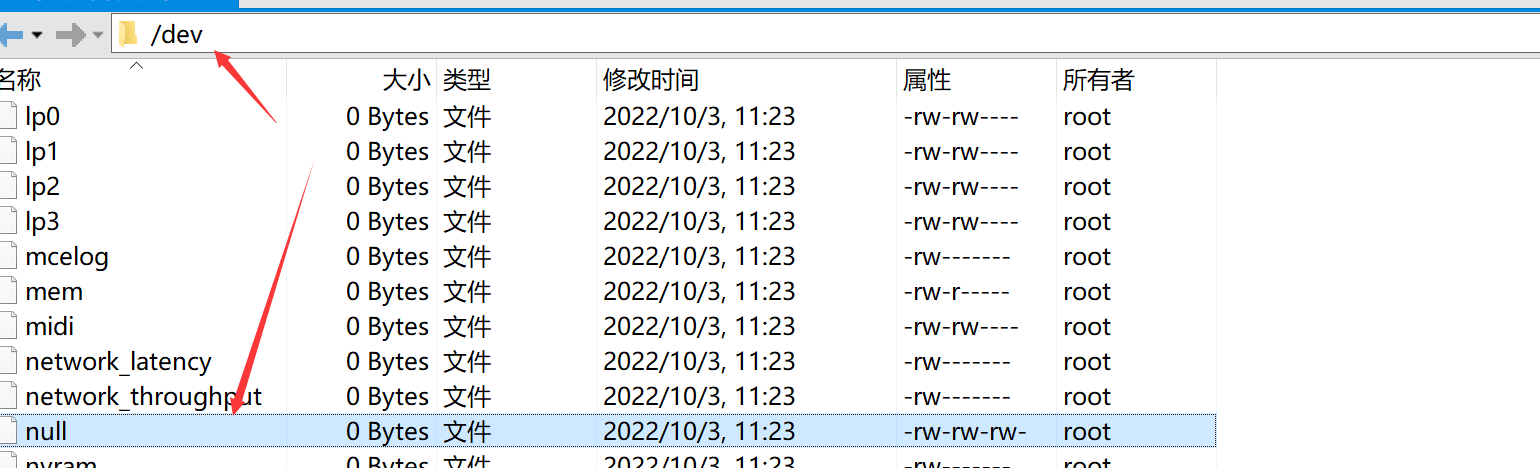 /dev
名称 大小 类型 修改时间 属性 所有者
lp0 0 Bytes 文件 2022/10/3, 11:23 -rw-rw---- root
lp1 0 Bytes 文件 2022/10/3, 11:23 -rw-rw---- root
lp2 0 Bytes 文件 2022/10/3, 11:23 -rw-rw---- root
lp3 0 Bytes 文件 2022/10/3, 11:23 -rw-rw---- root
mcelog 0 Bytes 文件 2022/10/3, 11:23 -rw------- root
mem 0 Bytes 文件 2022/10/3, 11:23 -rw-r----- root
midi 0 Bytes 文件 2022/10/3, 11:23 -rw-rw---- root
network_latency 0 Bytes 文件 2022/10/3, 11:23 -rw------- root
network_throughput 0 Bytes 文件 2022/10/3, 11:23 -rw------- root
null 0 Bytes 文件 2022/10/3, 11:23 -rw-rw-rw- root
nvram 0 Bytes 文件 2022/10/3, 11:23 -rw------- root